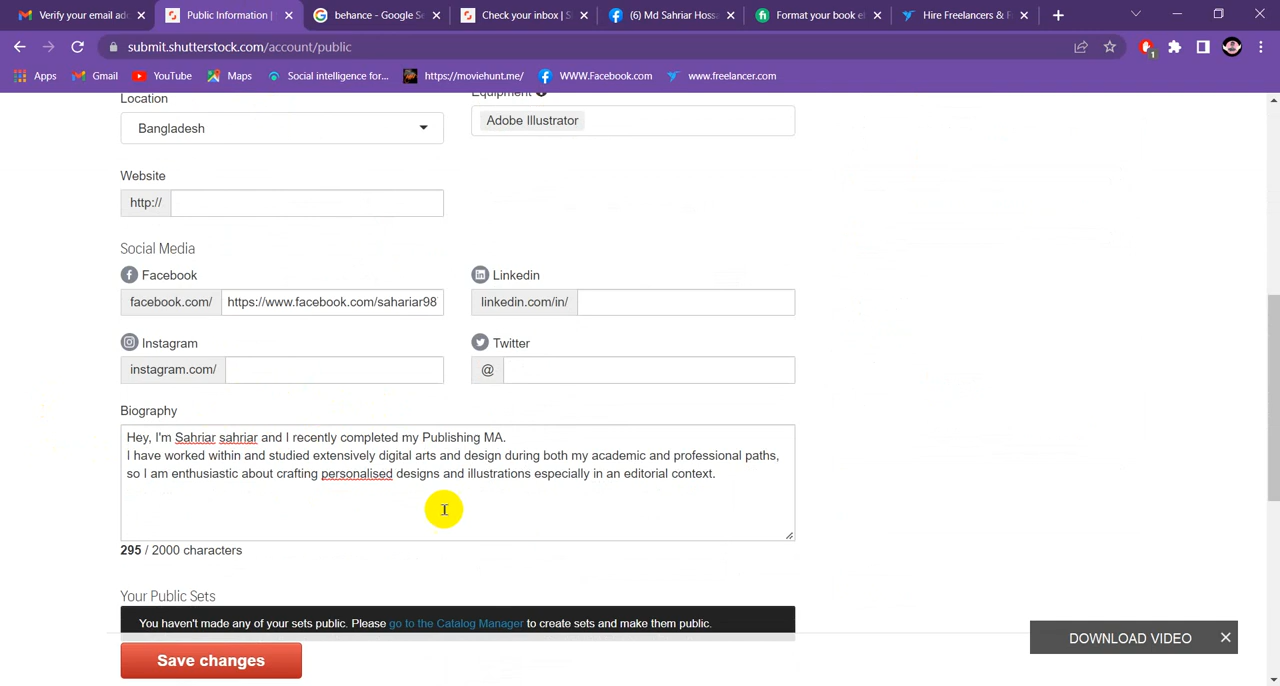 Verify your email ad
Public Information |
behance - Google Se
Check your inbox | S
(6) Md Sahriar Hoss
Format your book e
Hire Freelancers & F
submit.shutterstock.com/account/public
1
Apps
Gmail
YouTube
Maps
Social intelligence for...
https://moviehunt.me/
WWW.Facebook.com
www.freelancer.com
Location
Equipment
Bangladesh
Adobe Illustrator
Website
http://
Social Media
Facebook
Linkedin
facebook.com/ https://www.facebook.com/sahariar98
linkedin.com/in/
Instagram
Twitter
instagram.com/
@
Biography
Hey, I'm Sahriar sahriar and I recently completed my Publishing MA.
I have worked within and studied extensively digital arts and design during both my academic and professional paths,
so I am enthusiastic about crafting personalised designs and illustrations especially in an editorial context.
295 / 2000 characters
Your Public Sets
You haven't made any of your sets public. Please go to the Catalog Manager to create sets and make them public.
DOWNLOAD VIDEO
Save changes